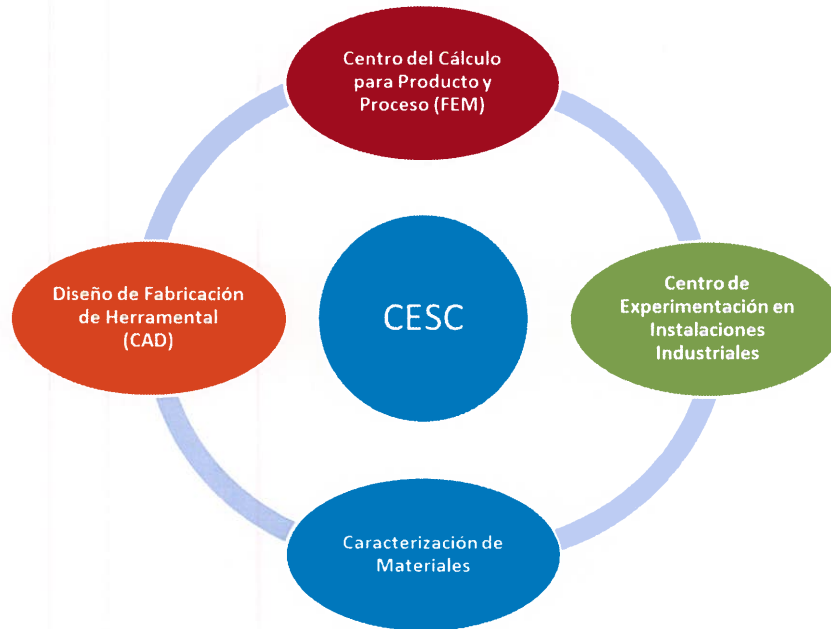 Centro del Cálculo
para Producto y
Proceso (FEM)
Diseño de Fabricación
de Herramental
(CAD)
CESC
Centro de
Experimentación en
Instalaciones
Industriales
Caracterización de
Materiales